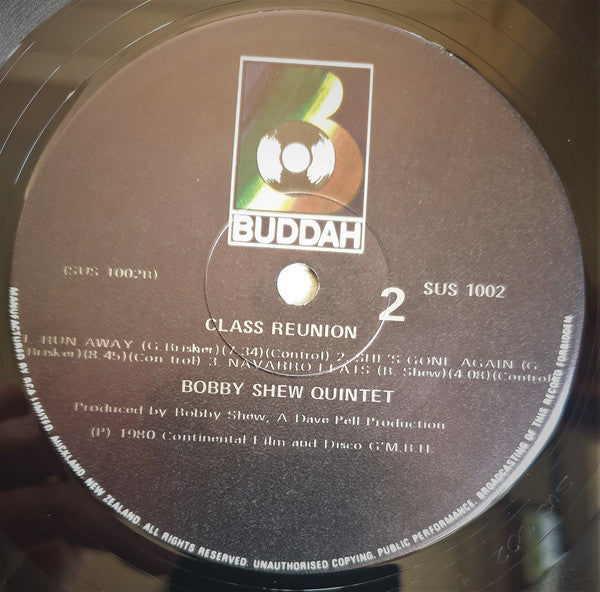 BUDDAH
(SUS 1002B)
2
SUS 1002
CLASS REUNION
1. RUN AWAY (G. Brisker)(7.34)(Control) 2. SHE'S GONE AGAIN (G.
Brisker)(8.45)(Con trol) 3. NAVARRO FLATS (B. Shew)(4.08)(Control
BOBBY SHEW QUINTET
Produced by Bobby Shew, A Dave Pell Production
(P) 1980 Continental Film and Disco G'M.B.H.
MANUFACTURED BY RCA LIMITED, AUCKLAND, NEW ZEALAND. ALL RIGHTS RESERVED. UNAUTHORISED COPYING, PUBLIC PERFORMANCE, BROADCASTING OF THIS RECORD FORBIDDEN